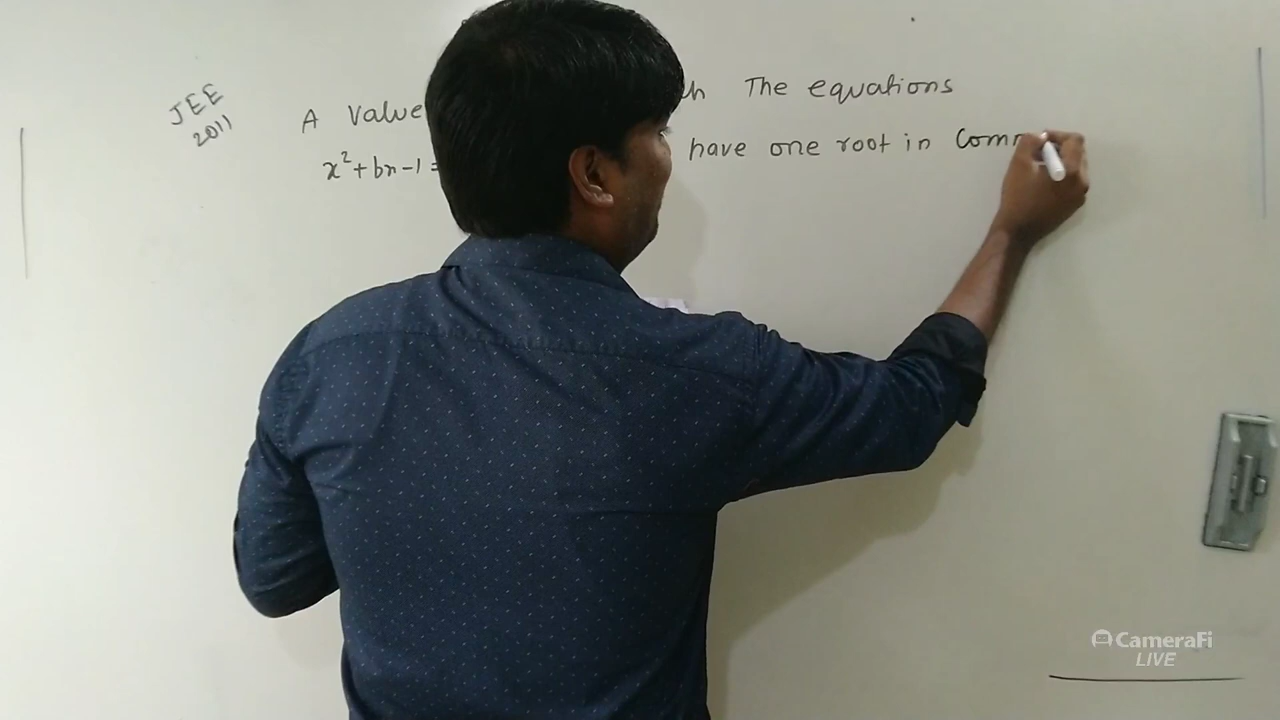 JEE
2011
A Value The equations
x²+bx-1= have one root in Comm
CameraFi
LIVE